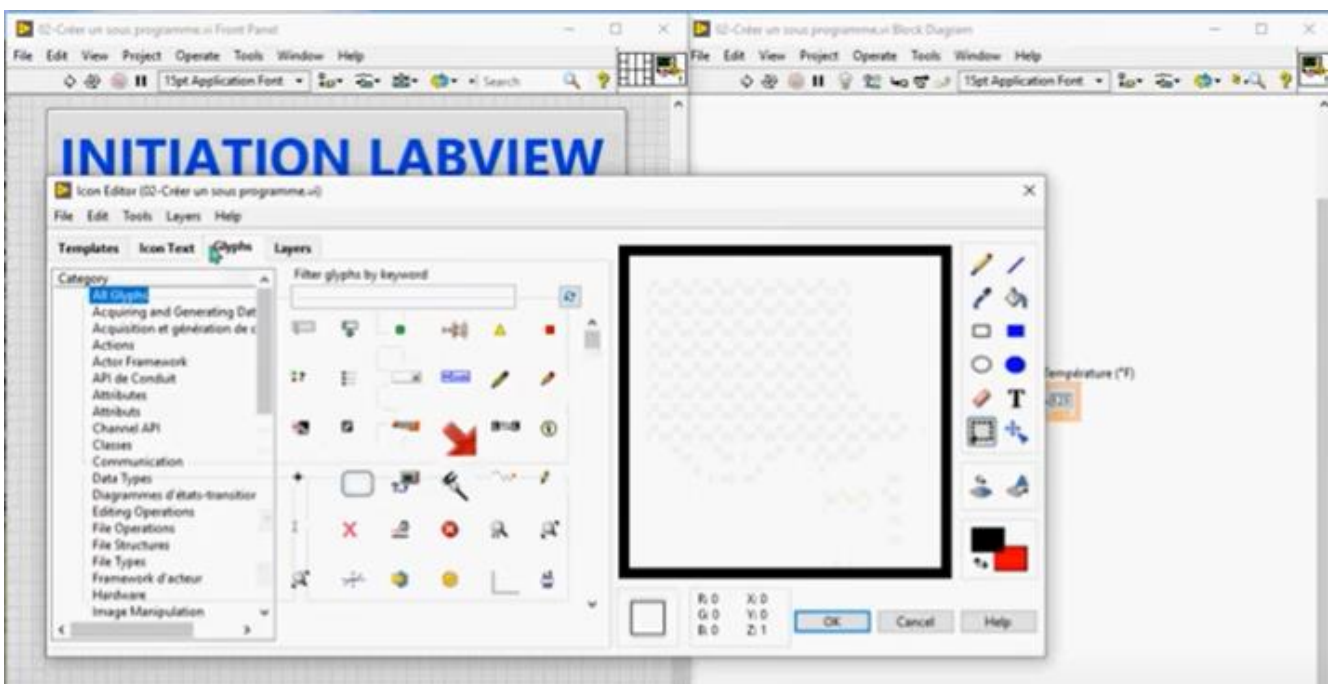 02-Créer un sous programme.vi Front Panel
File Edit View Project Operate Tools Window Help
15pt Application Font
Search
02-Créer un sous programme.vi Block Diagram
File Edit View Project Operate Tools Window Help
15pt Application Font
INITIATION LABVIEW
Icon Editor (02-Créer un sous programme.vi)
File Edit Tools Layers Help
Templates Icon Text Glyphs Layers
Category
All Glyphs
Acquiring and Generating Dat
Acquisition et génération de c
Actions
Actor Framework
API de Conduit
Attributes
Attributs
Channel API
Classes
Communication
Data Types
Diagrammes d'états-transition
Editing Operations
File Operations
File Structures
File Types
Framework d'acteur
Hardware
Image Manipulation
Filter glyphs by keyword
T
R: 0 X: 0
G: 0 Y: 0
B: 0 Z: 1
OK Cancel Help
Température (°F)